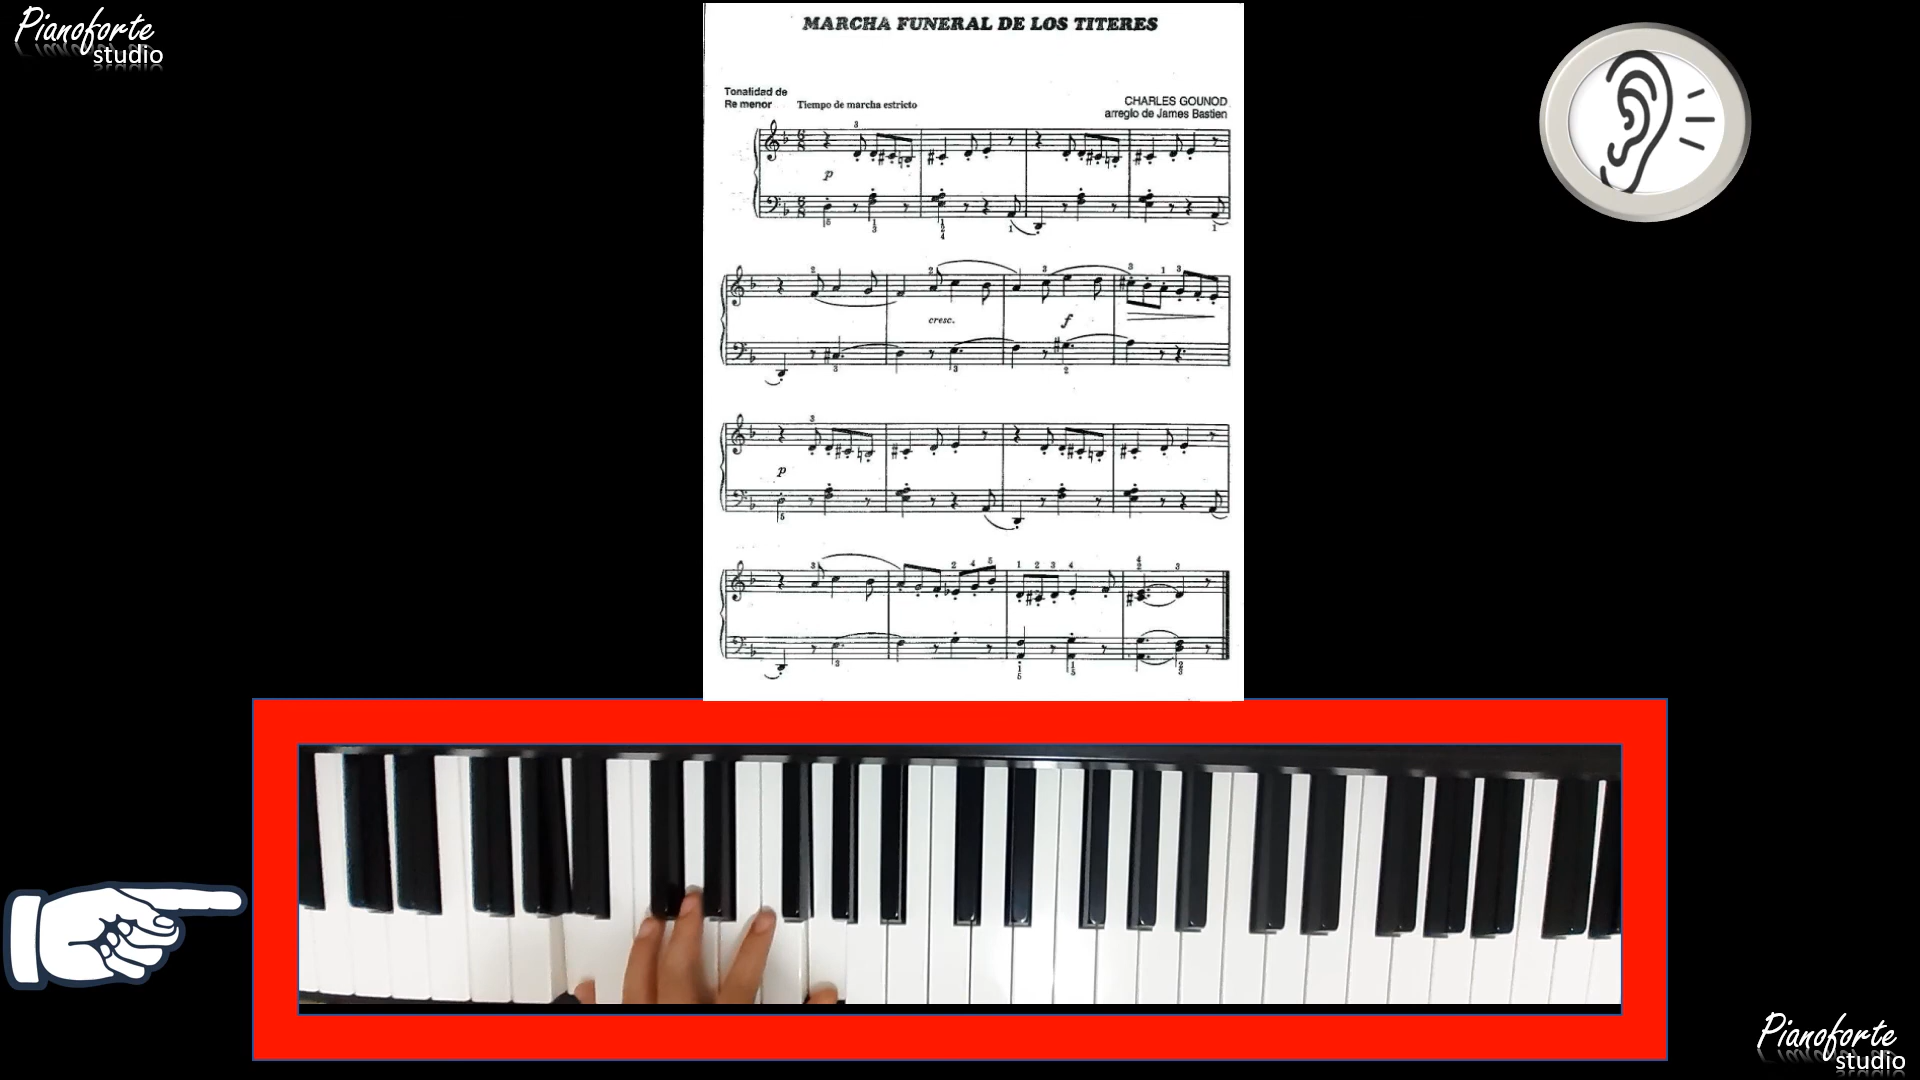 Pianoforte
studio
MARCHA FUNERAL DE LOS TITERES
Tonalidad de
Re menor
Tiempo de marcha estricto
CHARLES GOUNOD
arreglo de James Bastien
p
cresc.
f
p
Pianoforte
studio